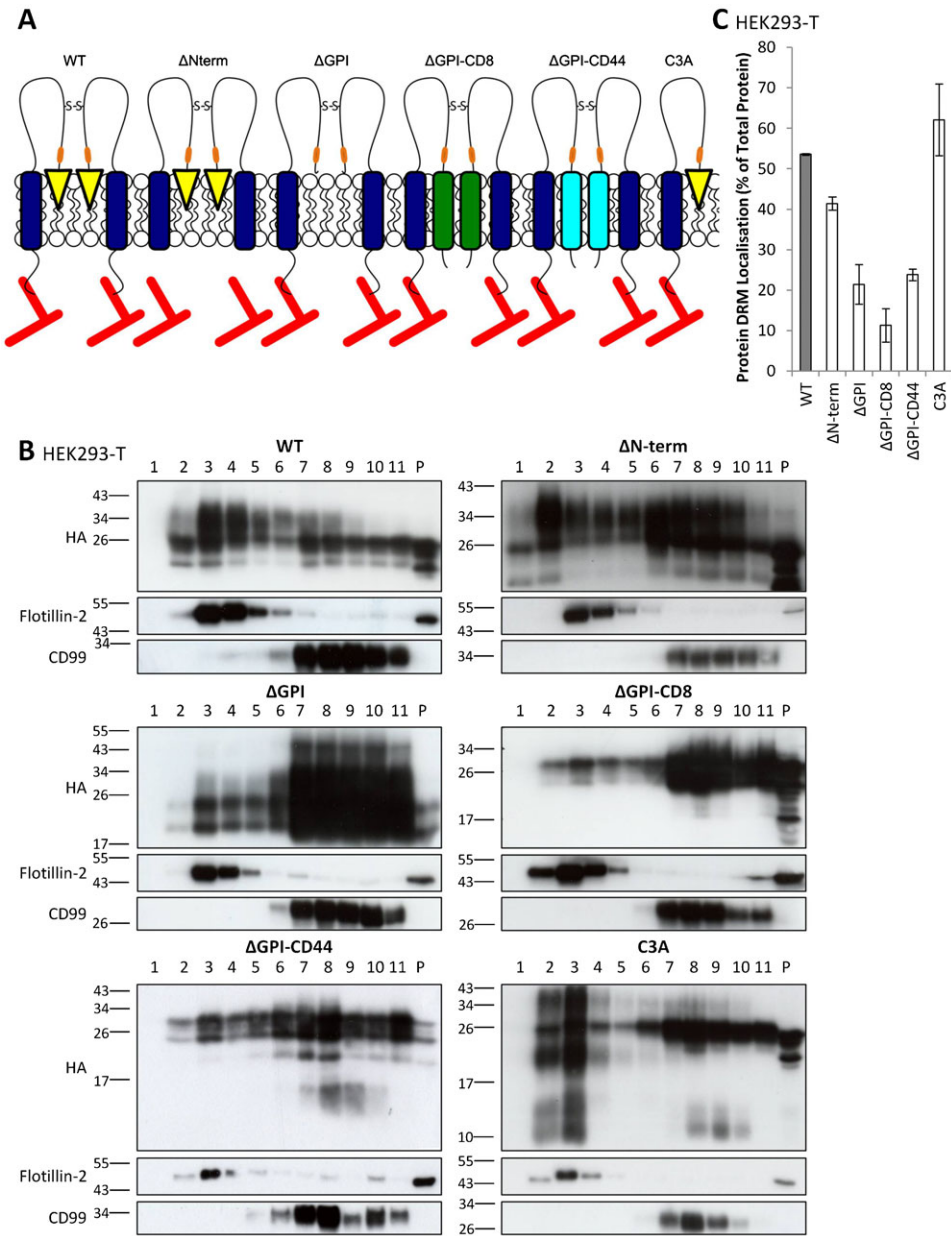 A
WT ΔNterm ΔGPI ΔGPI-CD8 ΔGPI-CD44 C3A
-S-S- -S-S- -S-S- -S-S- -S-S-
C HEK293-T
Protein DRM Localisation (% of Total Protein)
80
70
60
50
40
30
20
10
0
WT
ΔN-term
ΔGPI
ΔGPI-CD8
ΔGPI-CD44
C3A
B HEK293-T
WT
1 2 3 4 5 6 7 8 9 10 11 P
43
34
HA
26
Flotillin-2
55
43
CD99
34
ΔN-term
1 2 3 4 5 6 7 8 9 10 11 P
34
26
55
43
34
ΔGPI
1 2 3 4 5 6 7 8 9 10 11 P
55
43
34
HA
26
17
Flotillin-2
55
43
CD99
26
ΔGPI-CD8
1 2 3 4 5 6 7 8 9 10 11 P
34
26
17
55
43
26
ΔGPI-CD44
1 2 3 4 5 6 7 8 9 10 11 P
43
34
26
HA
17
Flotillin-2
55
43
CD99
34
C3A
1 2 3 4 5 6 7 8 9 10 11 P
43
34
26
17
10
55
43
34
26